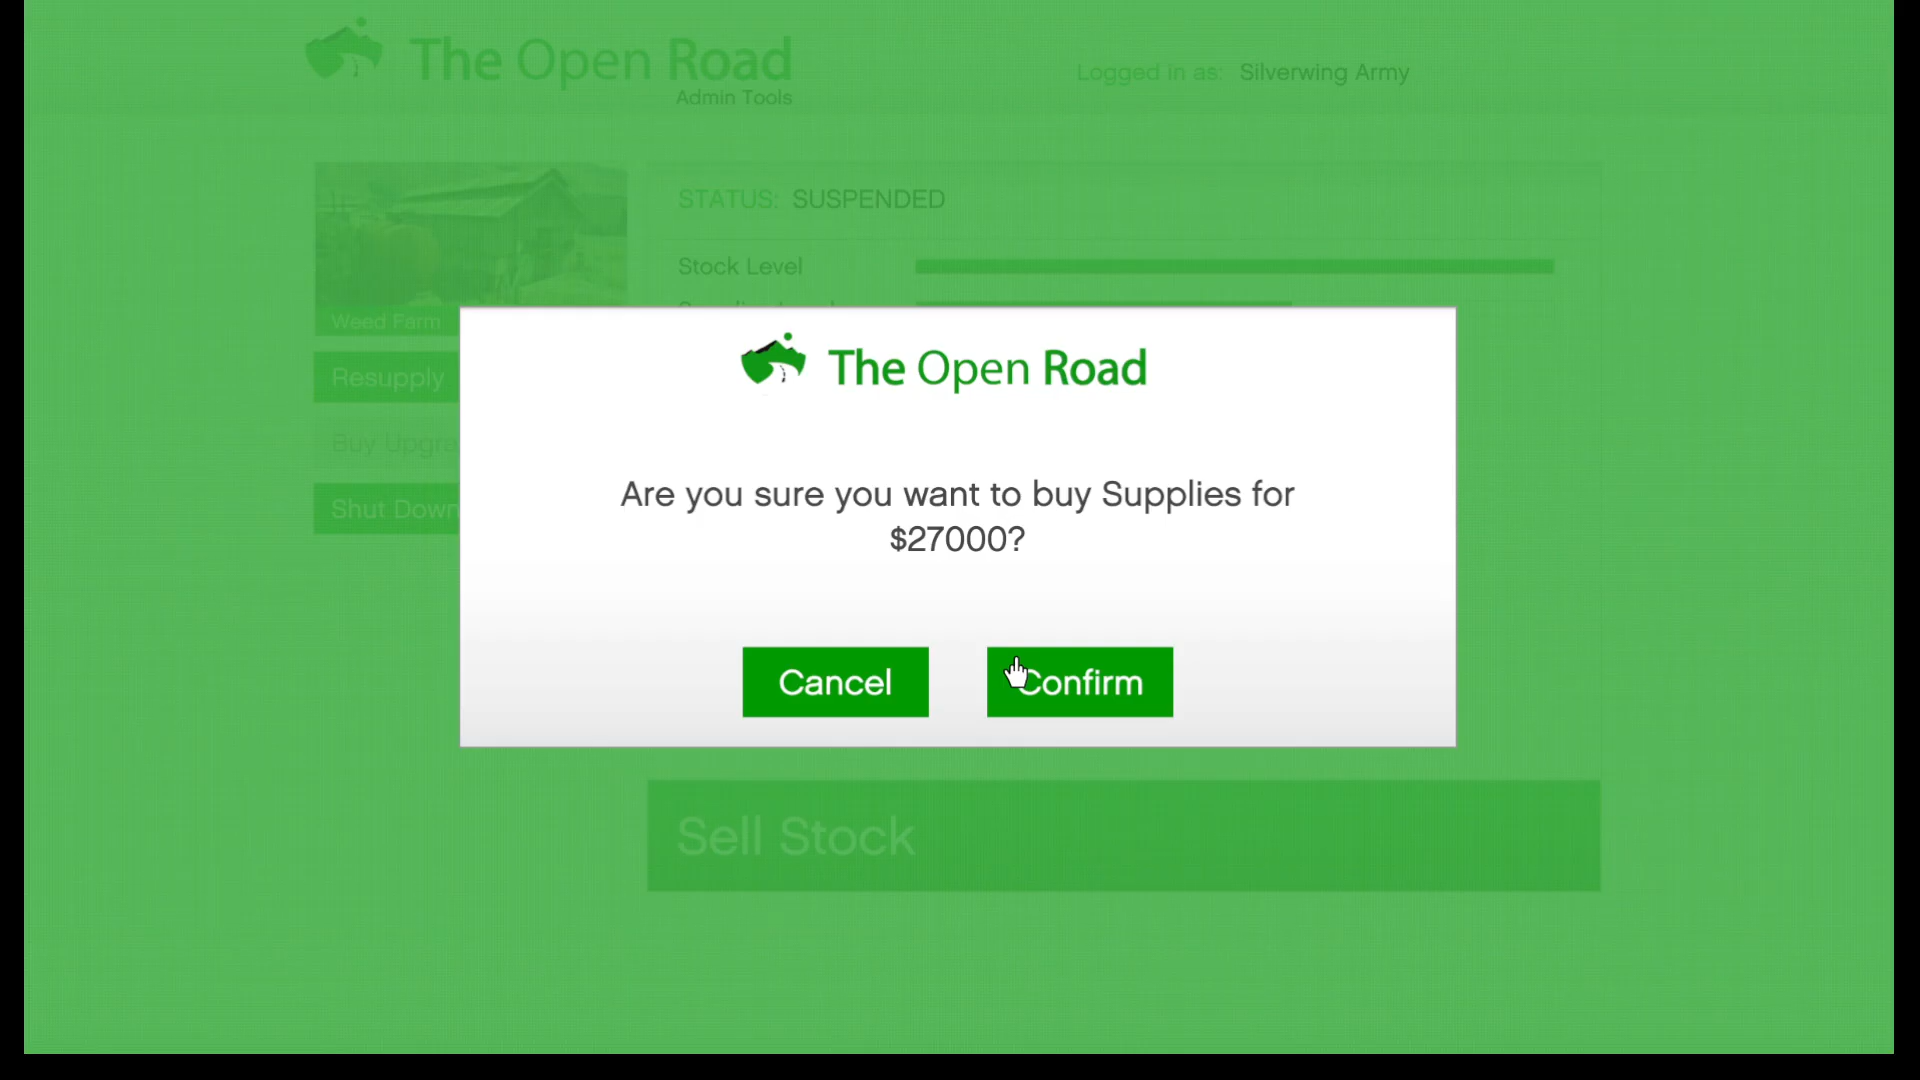 The Open Road
Admin Tools
Logged in as: Silverwing Army
STATUS: SUSPENDED
Stock Level
Weed Farm
Resupply
Buy
Shut Down
The Open Road
Are you sure you want to buy Supplies for
$27000?
Cancel
Confirm
Sell Stock